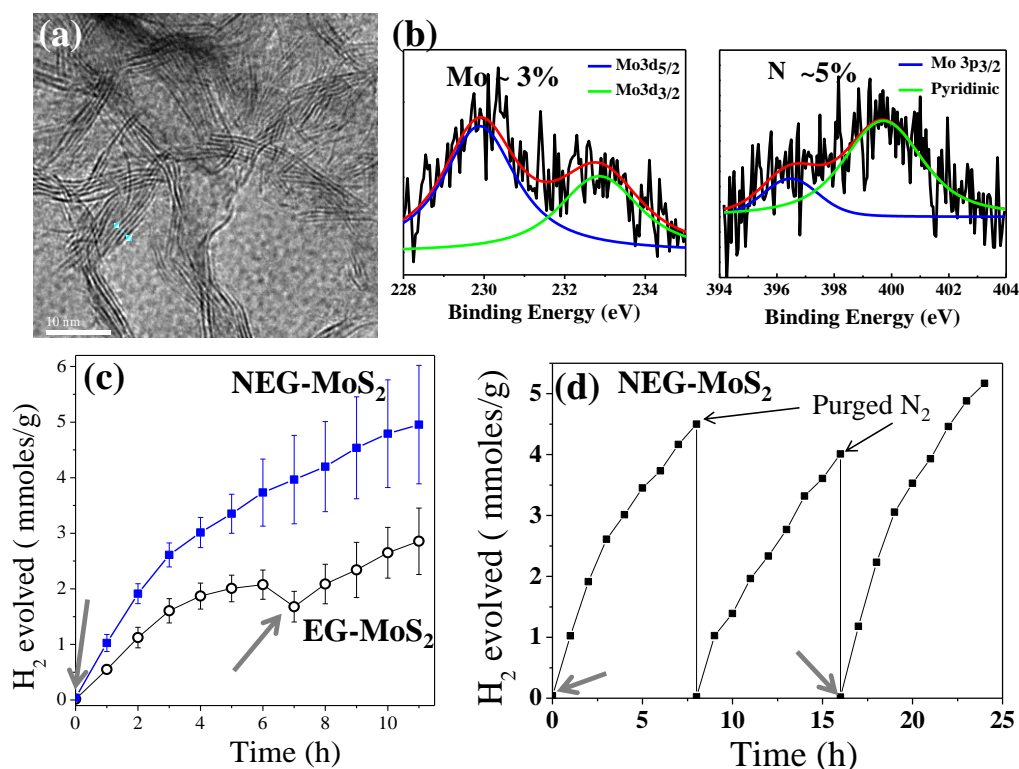 (a)
10 nm
(b)
Mo ~ 3%
Mo3d5/2
Mo3d3/2
228 230 232 234
Binding Energy (eV)
N ~5%
Mo 3p3/2
Pyridinic
394 396 398 400 402 404
Binding Energy (eV)
(c)
NEG-MoS2
EG-MoS2
H2 evolved ( mmoles/g)
6
5
4
3
2
1
0
0 2 4 6 8 10
Time (h)
(d)
NEG-MoS2
Purged N2
H2 evolved ( mmoles/g)
5
4
3
2
1
0
0 5 10 15 20 25
Time (h)